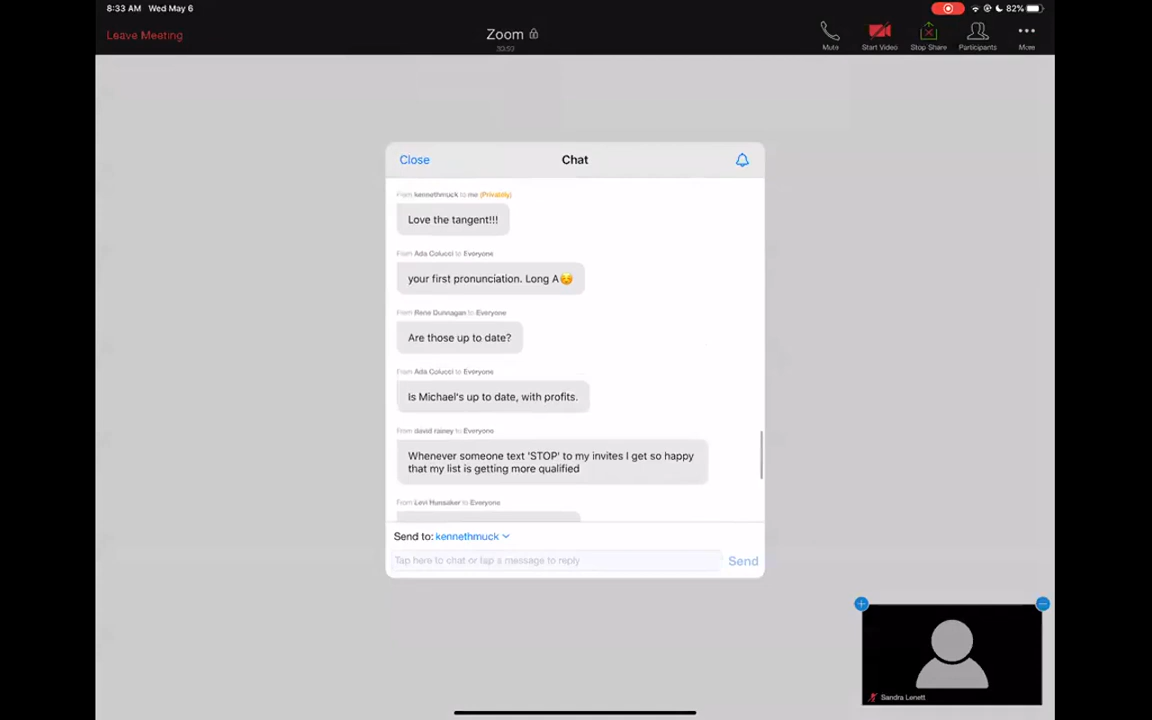 8:33 AM Wed May 6
82%
Leave Meeting
Zoom
30:53
Mute
Start Video
Stop Share
Participants
More
Close
Chat
From kennethmuck to me (Privately)
Love the tangent!!!
From Ada Colucci to Everyone
your first pronunciation. Long A
From Rene Dunnagan to Everyone
Are those up to date?
From Ada Colucci to Everyone
Is Michael's up to date, with profits.
From david rainey to Everyone
Whenever someone text 'STOP' to my invites I get so happy
that my list is getting more qualified
From Levi Hunsaker to Everyone
Send to: kennethmuck
Tap here to chat or tap a message to reply
Send
Sandra Lenett